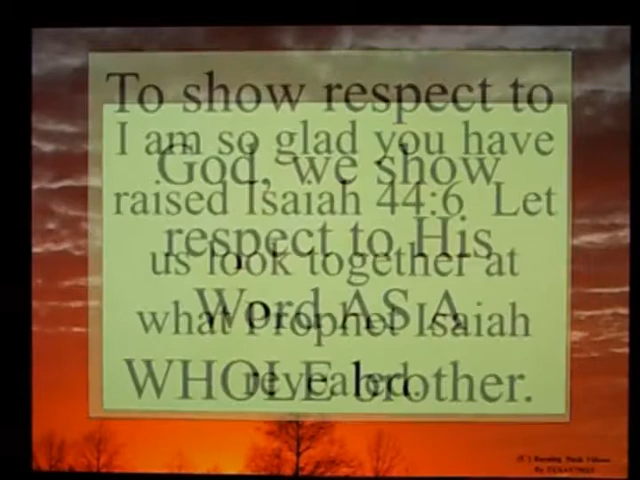 To show respect to
God, we show
respect to His
Word AS A
WHOLE brother.
I am so glad you have
raised Isaiah 44:6. Let
us look together at
what Prophet Isaiah
revealed.